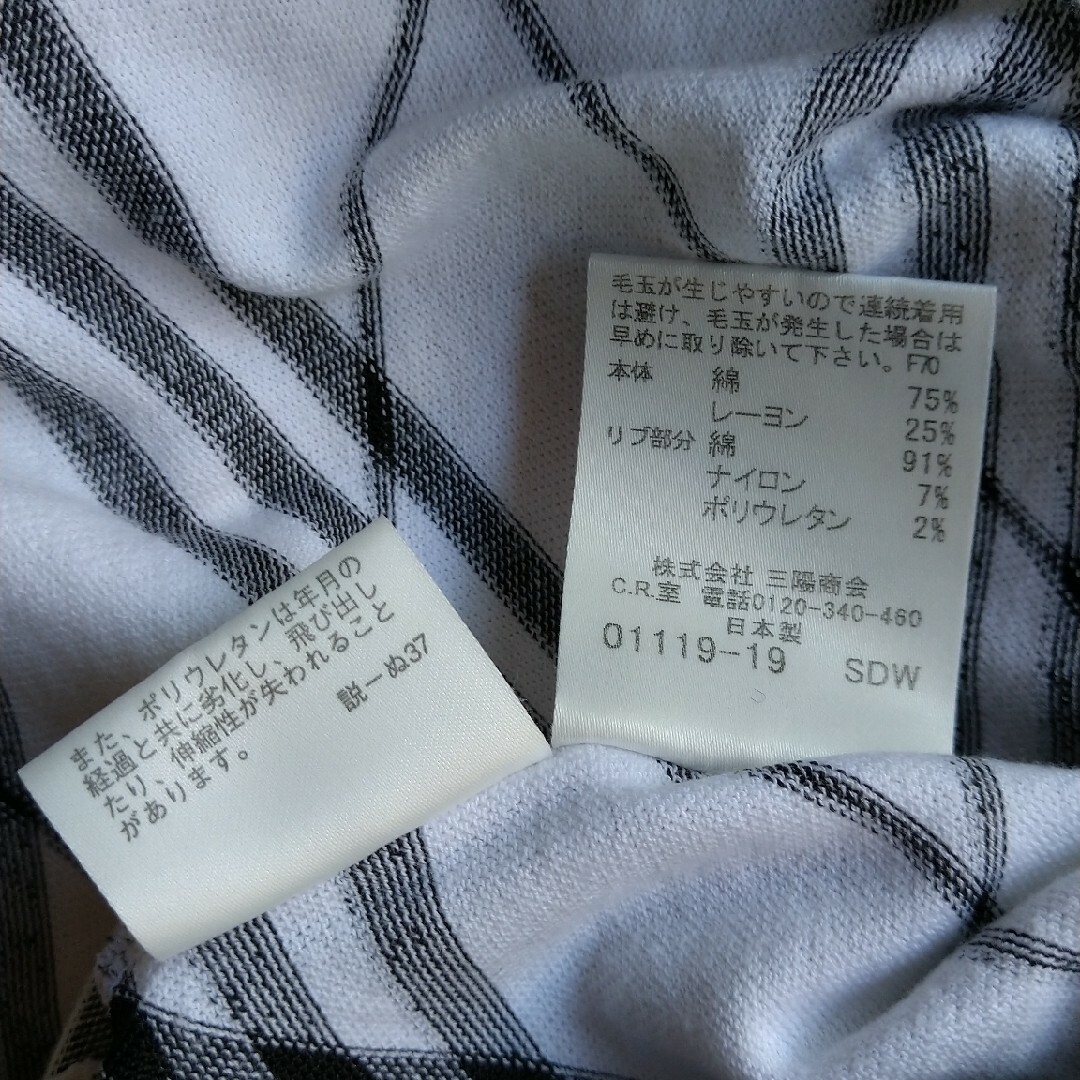 毛玉が生じやすいので連続着用
は避け、毛玉が発生した場合は
早めに取り除いて下さい。F70
本体 綿 75%
レーヨン 25%
リブ部分 綿 91%
ナイロン 7%
ポリウレタン 2%
株式会社 三陽商会
C.R.室 電話0120-340-460
日本製
01119-19 SDW
また、ポリウレタンは年月の
経過と共に劣化し、飛び出し
たり、伸縮性が失われること
があります。
説ーぬ37